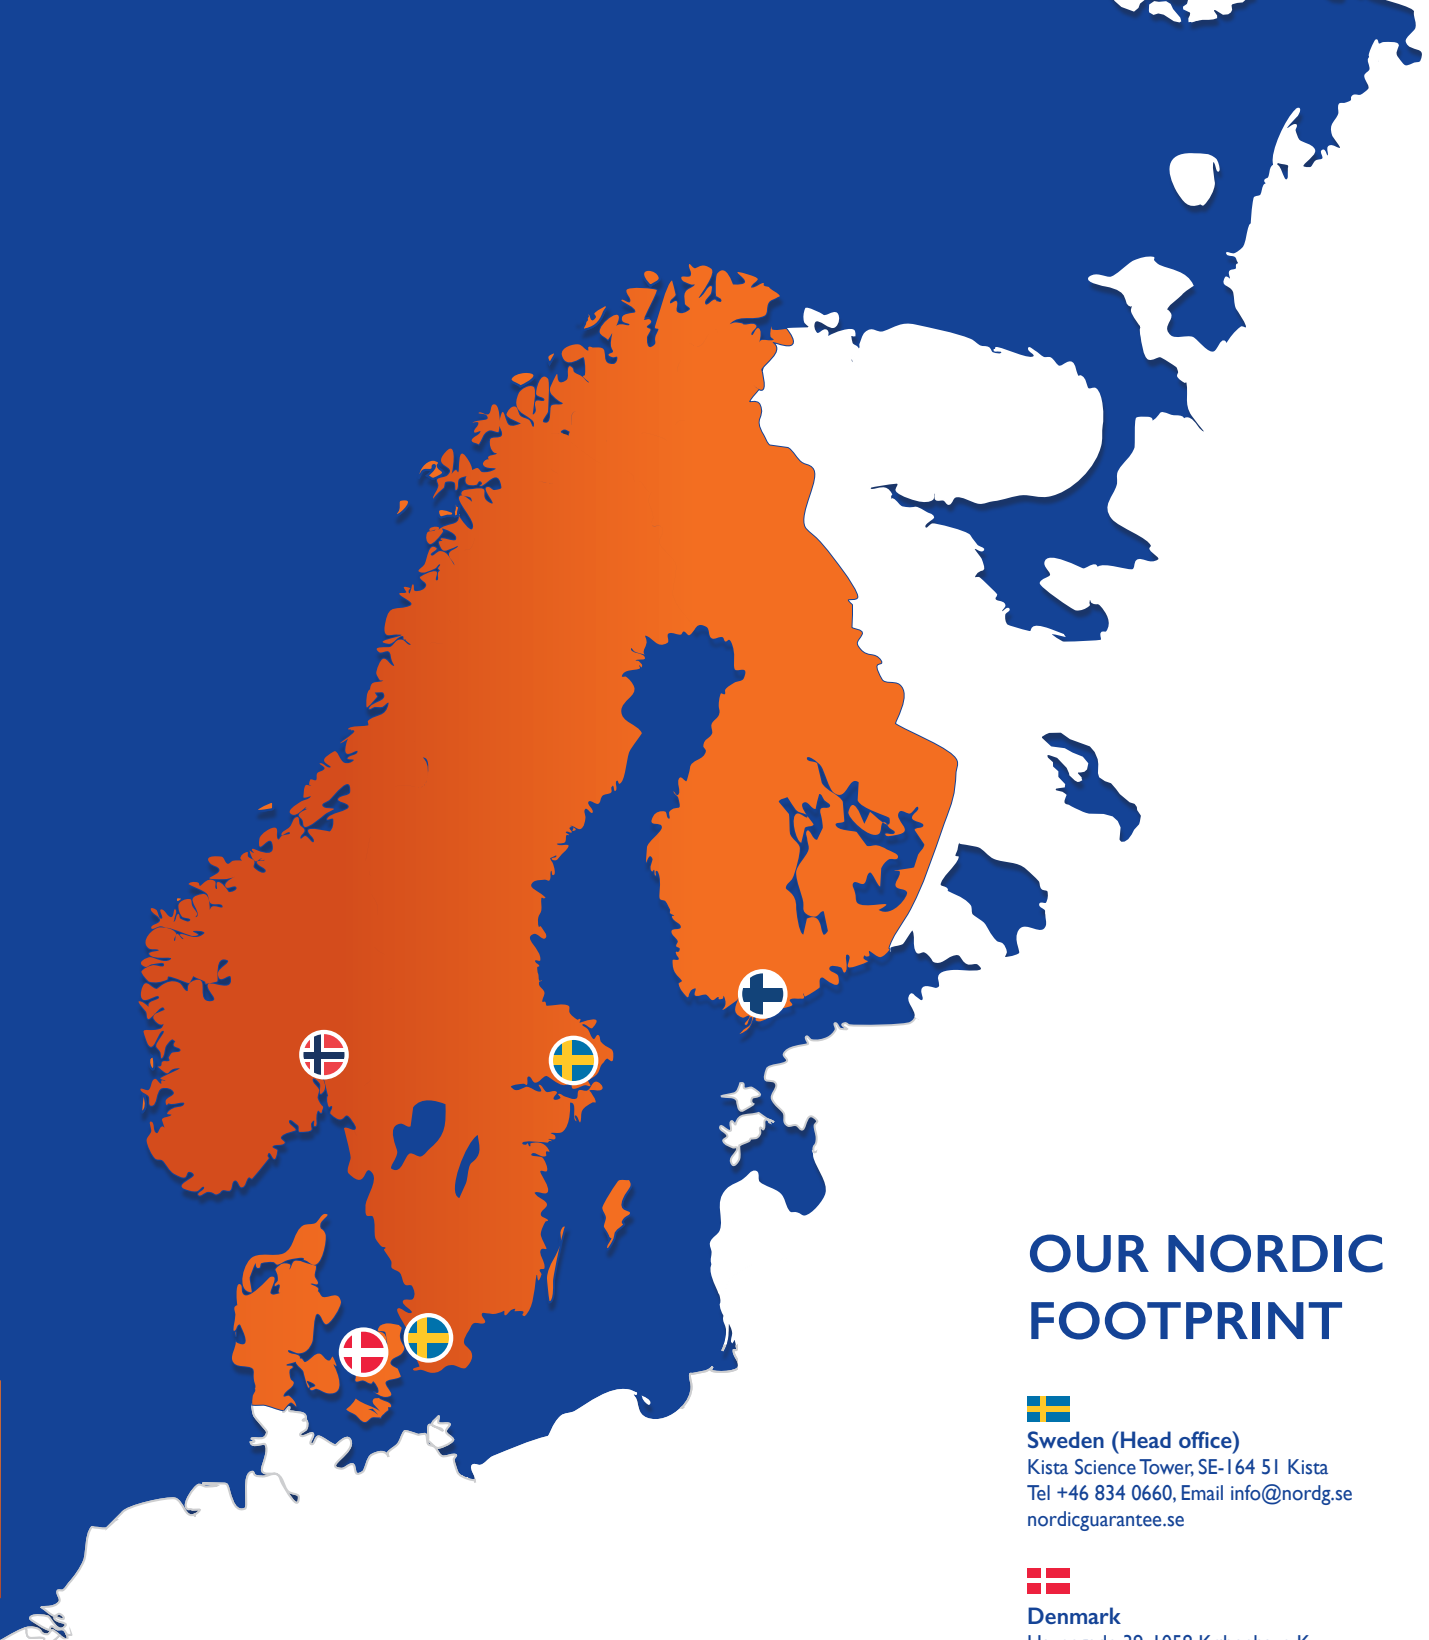 OUR NORDIC
FOOTPRINT
Sweden (Head office)
Kista Science Tower, SE-164 51 Kista
Tel +46 834 0660, Email info@nordg.se
nordicguarantee.se
Denmark